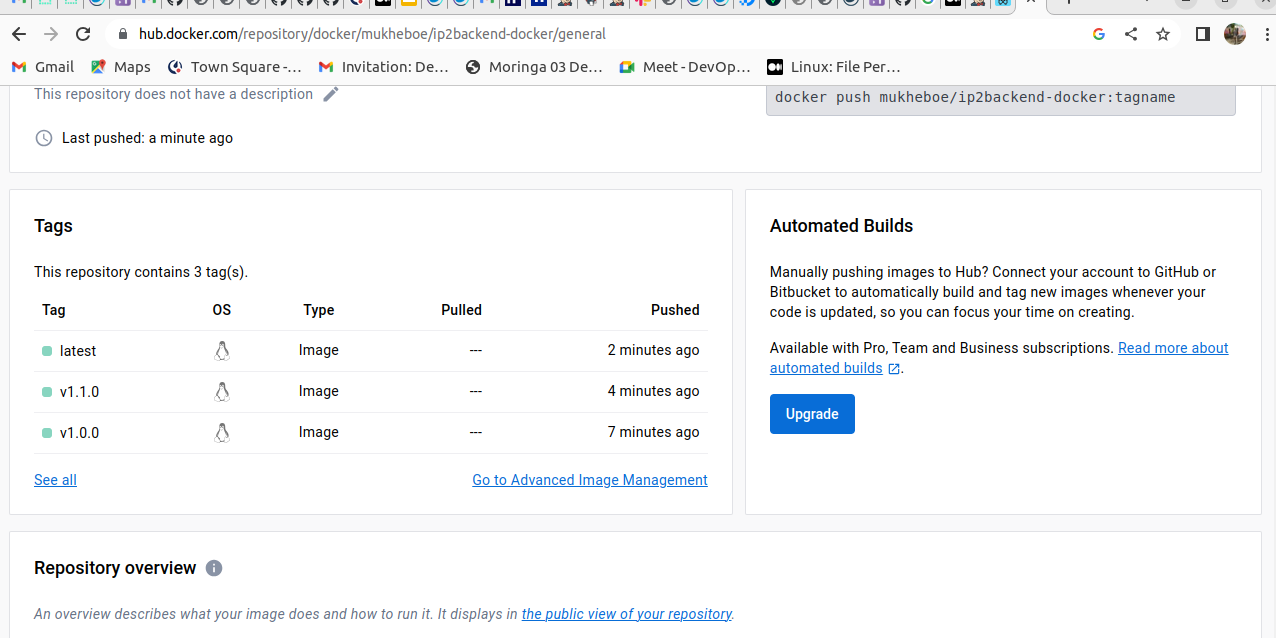 hub.docker.com/repository/docker/mukheboe/ip2backend-docker/general
Gmail Maps Town Square -... Invitation: De... Moringa 03 De... Meet - DevOp... Linux: File Per...
This repository does not have a description
docker push mukheboe/ip2backend-docker:tagname
Last pushed: a minute ago
Tags
This repository contains 3 tag(s).
Tag OS Type Pulled Pushed
latest Image --- 2 minutes ago
v1.1.0 Image --- 4 minutes ago
v1.0.0 Image --- 7 minutes ago
See all Go to Advanced Image Management
Automated Builds
Manually pushing images to Hub? Connect your account to GitHub or
Bitbucket to automatically build and tag new images whenever your
code is updated, so you can focus your time on creating.
Available with Pro, Team and Business subscriptions. Read more about
automated builds .
Upgrade
Repository overview
An overview describes what your image does and how to run it. It displays in the public view of your repository.